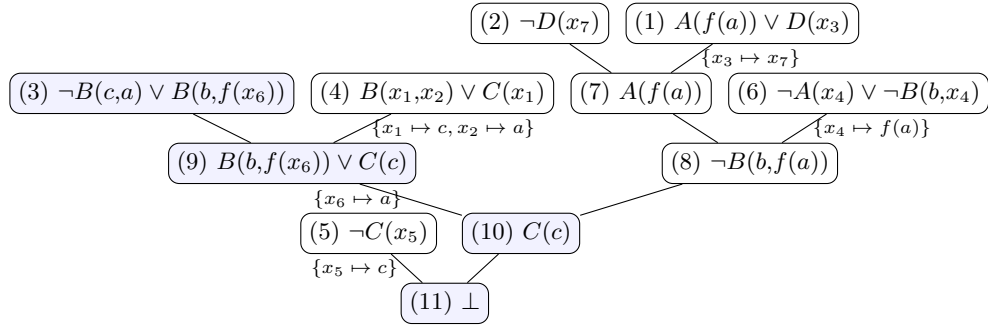 (2) ¬D(x₇) (1) A(f(a)) ∨ D(x₃)
{x₃ ↦ x₇}
(3) ¬B(c,a) ∨ B(b,f(x₆)) (4) B(x₁,x₂) ∨ C(x₁) (7) A(f(a)) (6) ¬A(x₄) ∨ ¬B(b,x₄)
{x₁ ↦ c, x₂ ↦ a} {x₄ ↦ f(a)}
(9) B(b,f(x₆)) ∨ C(c) (8) ¬B(b,f(a))
{x₆ ↦ a}
(5) ¬C(x₅) (10) C(c)
{x₅ ↦ c}
(11) ⊥